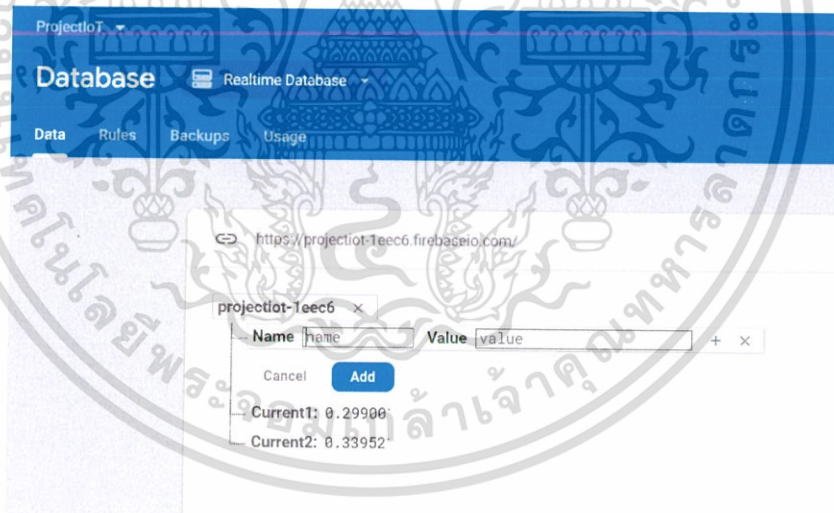 ProjectIoT
Database Realtime Database
Data Rules Backups Usage
https://projectiot-1eec6.firebaseio.com/
projectiot-1eec6 ×
Name name Value value + ×
Cancel Add
Current1: 0.29900
Current2: 0.33952